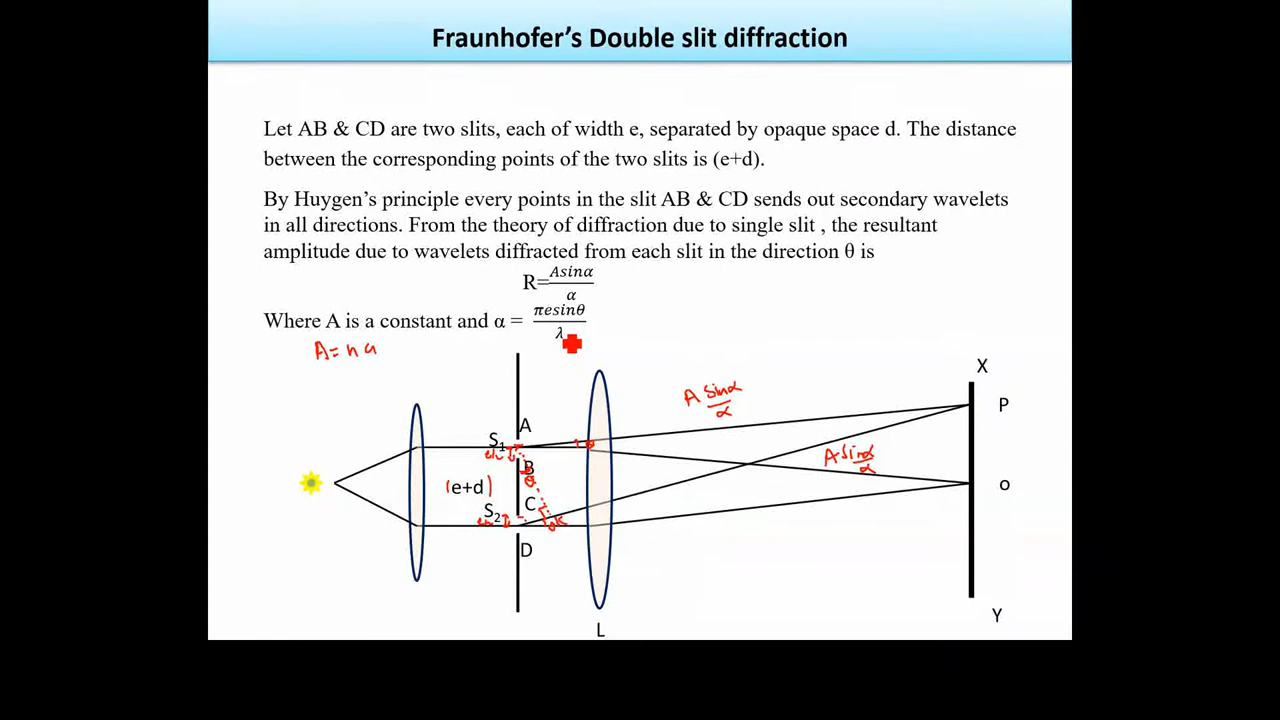 Fraunhofer's Double slit diffraction
Let AB & CD are two slits, each of width e, separated by opaque space d. The distance
between the corresponding points of the two slits is (e+d).
By Huygen's principle every points in the slit AB & CD sends out secondary wavelets
in all directions. From the theory of diffraction due to single slit , the resultant
amplitude due to wavelets diffracted from each slit in the direction θ is
R=Asinα/α
Where A is a constant and α = πesinθ/λ
A= n a
X
A sinα/α
P
A
S1
B
A sinα/α
(e+d)
o
C
S2
K
D
Y
L